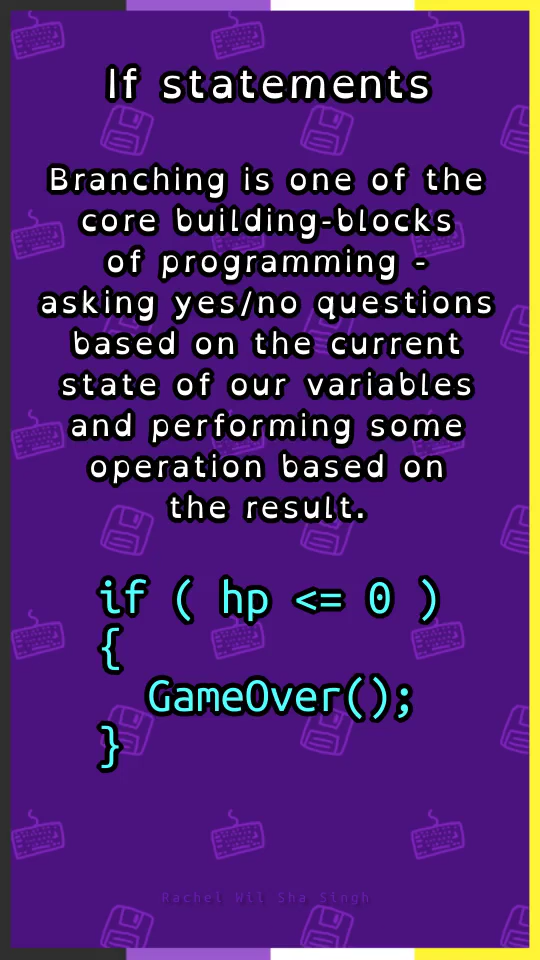 If statements
Branching is one of the
core building-blocks
of programming -
asking yes/no questions
based on the current
state of our variables
and performing some
operation based on
the result.
if ( hp <= 0 )
{
  GameOver();
}
Rachel Wil Sha Singh